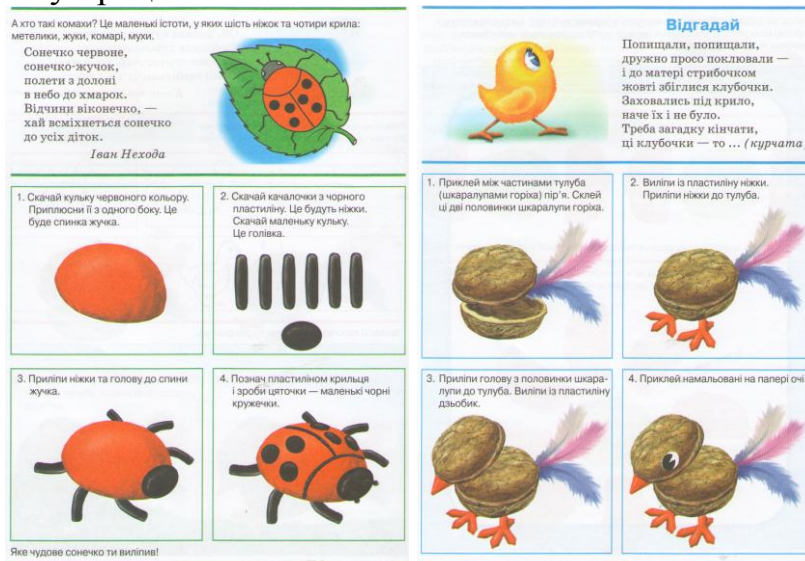 А хто такі комахи? Це маленькі істоти, у яких шість ніжок та чотири крила:
метелики, жуки, комарі, мухи.
Сонечко червоне,
сонечко-жучок,
полети з долоні
в небо до хмарок.
Відчини віконечко, —
хай всміхнеться сонечко
до усіх діток.
Іван Нехода
1. Скачай кульку червоного кольору.
Приплюсни її з одного боку. Це
буде спинка жучка.
2. Скачай качалочки з чорного
пластиліну. Це будуть ніжки.
Скачай маленьку кульку.
Це голівка.
3. Приліпи ніжки та голову до спини
жучка.
4. Познач пластиліном крильця
і зроби цяточки — маленькі чорні
кружечки.
Яке чудове сонечко ти виліпив!
Відгадай
Попищали, попищали,
дружно просо поклювали —
і до матері стрибочком
жовті збіглися клубочки.
Заховались під крило,
наче їх і не було.
Треба загадку кінчати,
ці клубочки — то ... (курчата
1. Приклей між частинами тулуба
(шкаралупами горіха) пір'я. Склей
ці дві половинки шкаралупи горіха.
2. Виліпи із пластиліну ніжки.
Приліпи ніжки до тулуба.
3. Приліпи голову з половинки шкара-
лупи до тулуба. Виліпи із пластиліну
дзьобик.
4. Приклей намальовані на папері очі